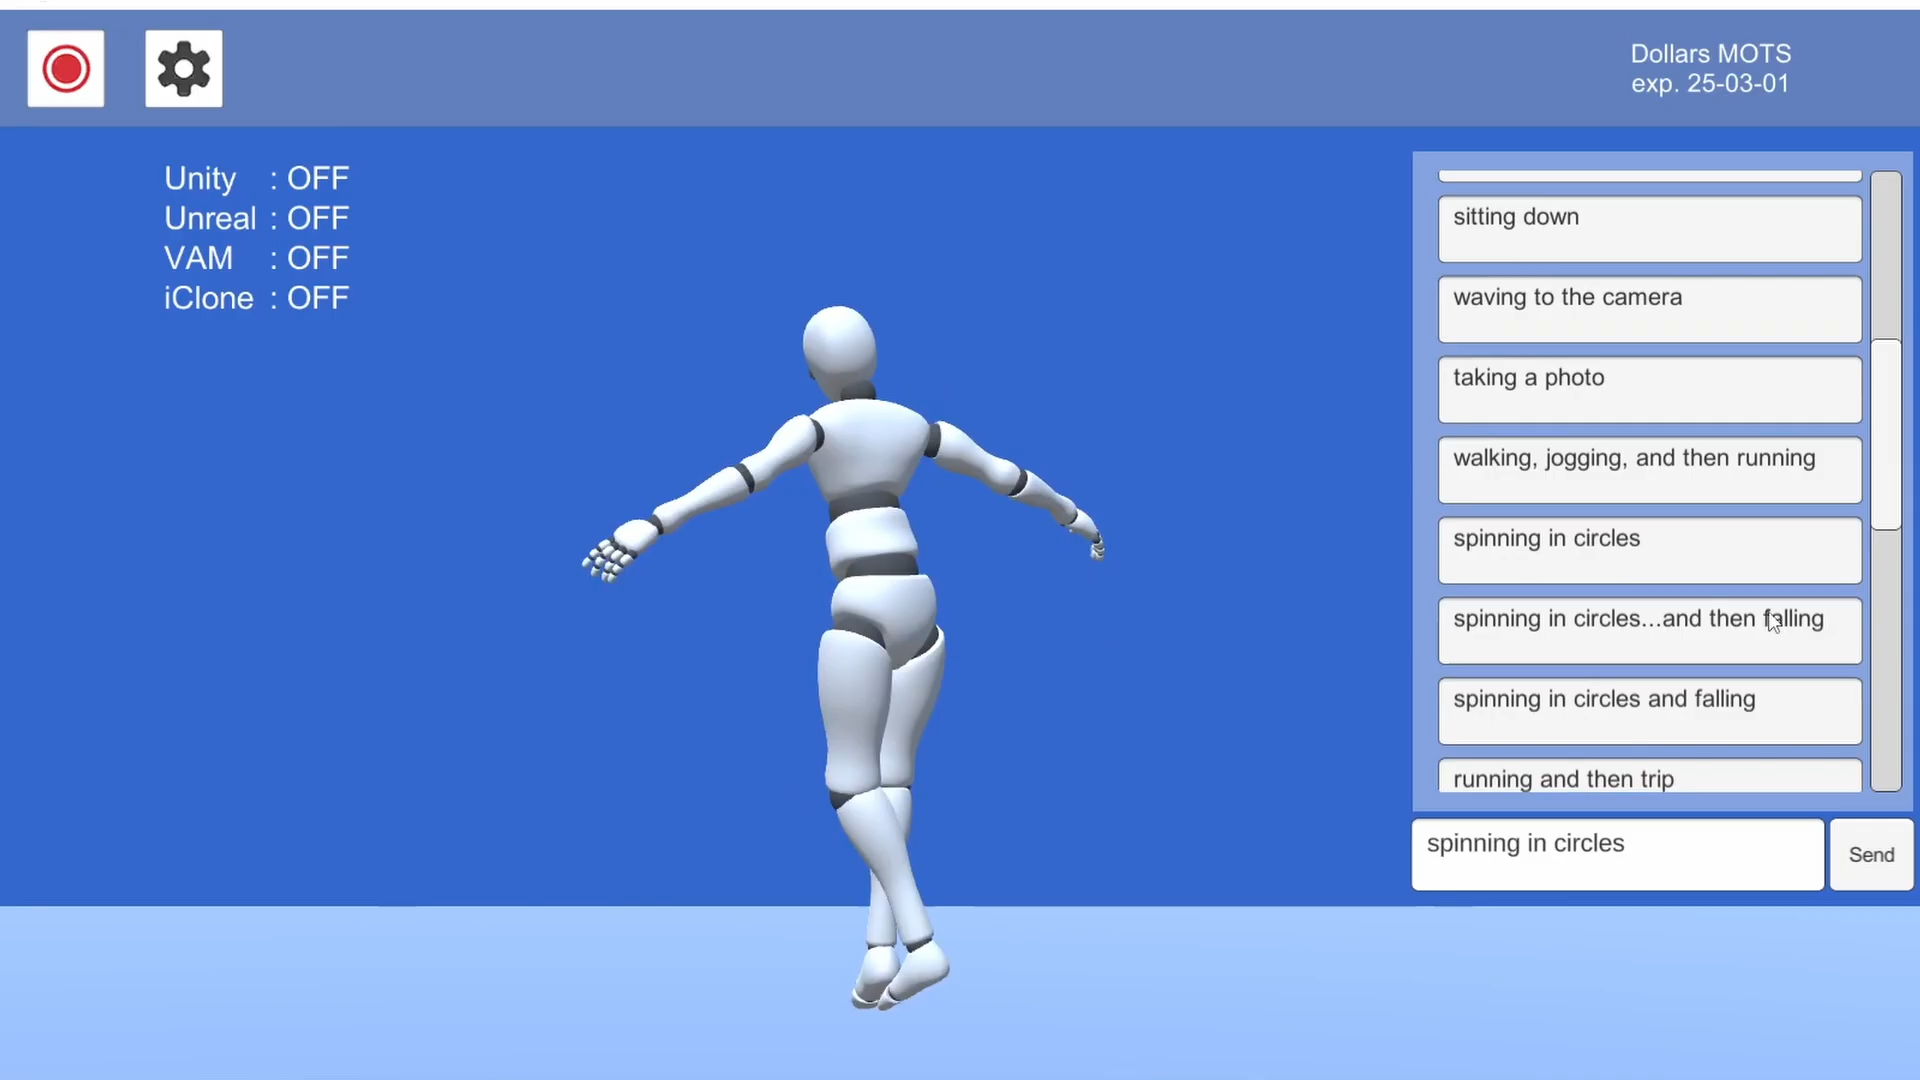 Dollars MOTS
exp. 25-03-01
Unity : OFF
Unreal : OFF
VAM : OFF
iClone : OFF
sitting down
waving to the camera
taking a photo
walking, jogging, and then running
spinning in circles
spinning in circles...and then falling
spinning in circles and falling
running and then trip
spinning in circles
Send